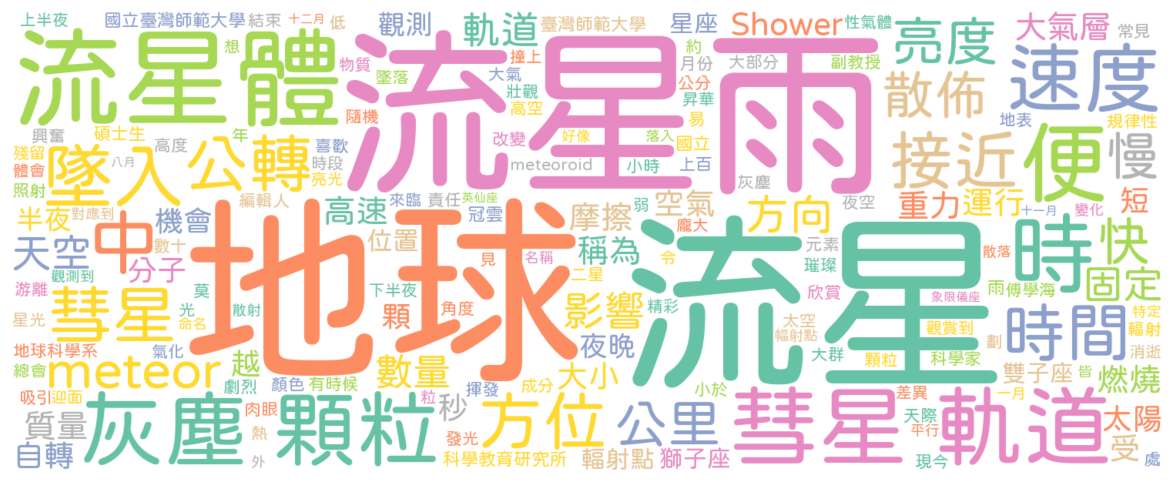 上半夜 國立臺灣師範大學 結束 十二月 低 觀測 軌道 臺灣師範大學 星座 Shower 性氣體 亮度 大氣層 常見
流星體 想 物質 墜落 撞上 大氣 壯觀 高空 隨機 流星雨 約 月份 大部分 公分 昇華 易 副教授 散佈 速度 地表 規律性
興奮 碩士生 年 殘留 高度 喜歡 體會 八月 時段 照射 亮光 墜入 公轉 改變 好像 落入 國立 meteoroid 小時 上百 灰塵 接近 便 慢
編輯人 來臨 責任 英仙座 夜空 半夜 對應到 機會 高速 冠雲 摩擦 弱 空氣 龐大 方向 重力 運行 十一月 變化 短
天空 中 數十 分子 位置 地球 見 名稱 稱為 二星 令 元素 璀璨 散落 時 快
觀測到 游離 彗星 光 莫 命名 散射 下半夜 顆 角度 影響 精彩 流星 欣賞 象限儀座 雨傅學海 固定 特定
星光 地球科學系 氣化 總會 越 夜晚 太空 輻射點 大群 觀賞到 科學家 劃 時間 輻射 消逝
meteor 劇烈 顏色 有時候 數量 揮發 成分 大小 小於 顆粒 差異 雙子座 一月 皆 燃燒
吸引 迎面 灰塵 肉眼 顆粒 粒 秒 方位 公里 彗星 天際 平行 軌道 太陽
質量 自轉 熱 外 發光 科學教育研究所 輻射點 獅子座 現今 受 處